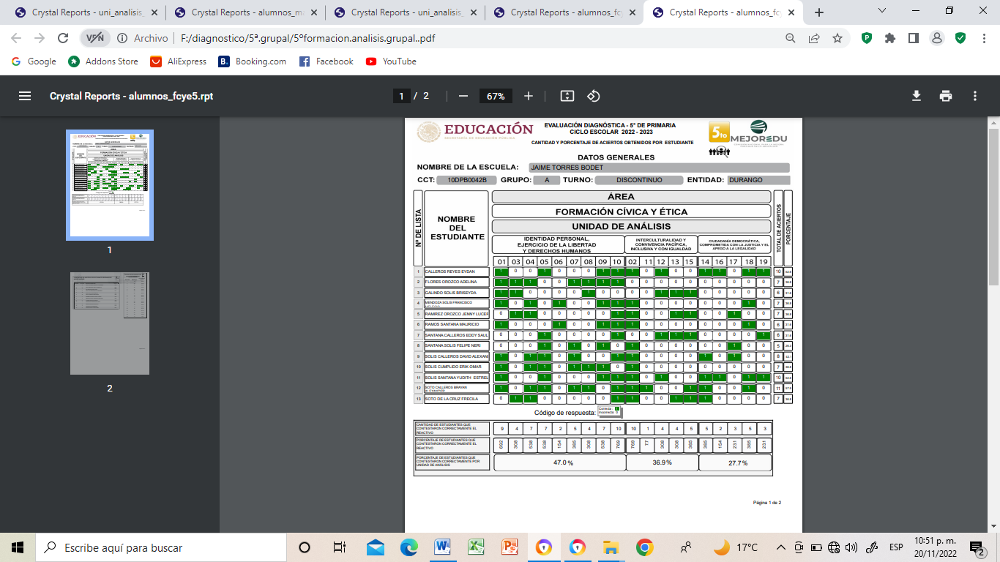 Crystal Reports - uni_analisis_
Crystal Reports - alumnos_ma
Crystal Reports - uni_analisis_
Crystal Reports - alumnos_fcy
Crystal Reports - alumnos_fcy
VPN Archivo F:/diagnostico/5ª.grupal/5ºformacion.analisis.grupal..pdf
Google Addons Store AliExpress Booking.com Facebook YouTube
Crystal Reports - alumnos_fcye5.rpt 1 / 2 67%
1
2
EDUCACIÓN
SECRETARÍA DE EDUCACIÓN PÚBLICA
EVALUACIÓN DIAGNÓSTICA - 5° DE PRIMARIA
CICLO ESCOLAR 2022 - 2023
CANTIDAD Y PORCENTAJE DE ACIERTOS OBTENIDOS POR ESTUDIANTE
5to
MEJOREDU
DATOS GENERALES
NOMBRE DE LA ESCUELA: JAIME TORRES BODET
CCT: 10DPB0042B GRUPO: A TURNO: DISCONTINUO ENTIDAD: DURANGO
N° DE LISTA
NOMBRE DEL ESTUDIANTE
ÁREA
FORMACIÓN CÍVICA Y ÉTICA
UNIDAD DE ANÁLISIS
IDENTIDAD PERSONAL, EJERCICIO DE LA LIBERTAD Y DERECHOS HUMANOS
INTERCULTURALIDAD Y CONVIVENCIA PACÍFICA, INCLUSIVA Y CON IGUALDAD
CIUDADANÍA DEMOCRÁTICA, COMPROMETIDA CON LA JUSTICIA Y EL APEGO A LA LEGALIDAD
TOTAL DE ACIERTOS
PORCENTAJE
01 03 04 05 06 07 08 09 10 02 11 12 13 15 14 16 17 18 19
1 CALLEROS REYES EYDAN 1 0 0 1 0 0 0 1 1 1 0 1 0 0 1 1 0 1 1 10 52.6
2 FLORES OROZCO ADELINA 1 1 1 0 0 1 1 1 1 0 0 0 0 0 0 0 0 0 0 7 36.8
3 GALINDO SOLIS BRISEYDA 1 1 0 0 0 0 1 0 0 0 0 1 1 1 0 0 0 0 0 6 31.6
4 MENDOZA SOLIS FRANCISCO 1 0 1 0 1 0 0 1 1 1 0 0 0 0 0 0 0 1 0 7 36.8
5 RAMIREZ OROZCO JENNY LUCER 0 1 1 0 0 0 0 0 1 1 0 0 1 1 0 0 1 0 0 7 36.8
6 RAMOS SANTANA MAURICIO 1 0 0 0 1 0 0 1 1 1 0 0 0 0 0 0 0 1 0 6 31.6
7 SANTANA CALLEROS EDDY SAUL 0 0 0 1 0 0 0 0 1 1 0 1 1 1 0 0 0 0 1 6 31.6
8 SANTANA SOLIS FELIPE NERI 0 0 0 1 0 1 0 1 0 1 0 0 0 0 0 0 1 0 0 5 26.3
9 SOLIS CALLEROS DAVID ALEXAN 1 0 1 1 0 1 0 0 1 1 0 0 0 0 1 0 1 0 0 8 42.1
10 SOLIS CUMPLIDO ERIK OMAR 1 0 1 1 0 1 1 1 0 1 0 0 0 0 0 0 0 0 0 7 36.8
11 SOLIS SANTANA YUDITH ESTREL 1 0 0 1 0 0 0 1 1 1 0 1 0 0 1 1 0 1 1 10 52.6
12 SOTO CALLEROS BRAYAN ALEXANDER 1 0 1 1 0 1 1 0 1 1 1 0 0 1 1 0 0 1 0 11 57.9
13 SOTO DE LA CRUZ FRECILA 0 1 1 0 0 0 0 0 1 1 0 0 1 1 1 0 0 0 0 7 36.8
Código de respuesta: Correcta 1
Incorrecta 0
CANTIDAD DE ESTUDIANTES QUE CONTESTARON CORRECTAMENTE EL REACTIVO 9 4 7 7 2 5 4 7 10 10 1 4 4 5 5 2 3 5 3
PORCENTAJE DE ESTUDIANTES QUE CONTESTARON CORRECTAMENTE EL REACTIVO 692 308 538 538 154 385 308 538 769 769 77 308 308 385 385 154 231 385 231
PORCENTAJE DE ESTUDIANTES QUE CONTESTARON CORRECTAMENTE POR UNIDAD DE ANÁLISIS 47.0 % 36.9 % 27.7 %
Página 1 de 2
Escribe aquí para buscar
17°C
ESP
10:51 p. m.
20/11/2022
2